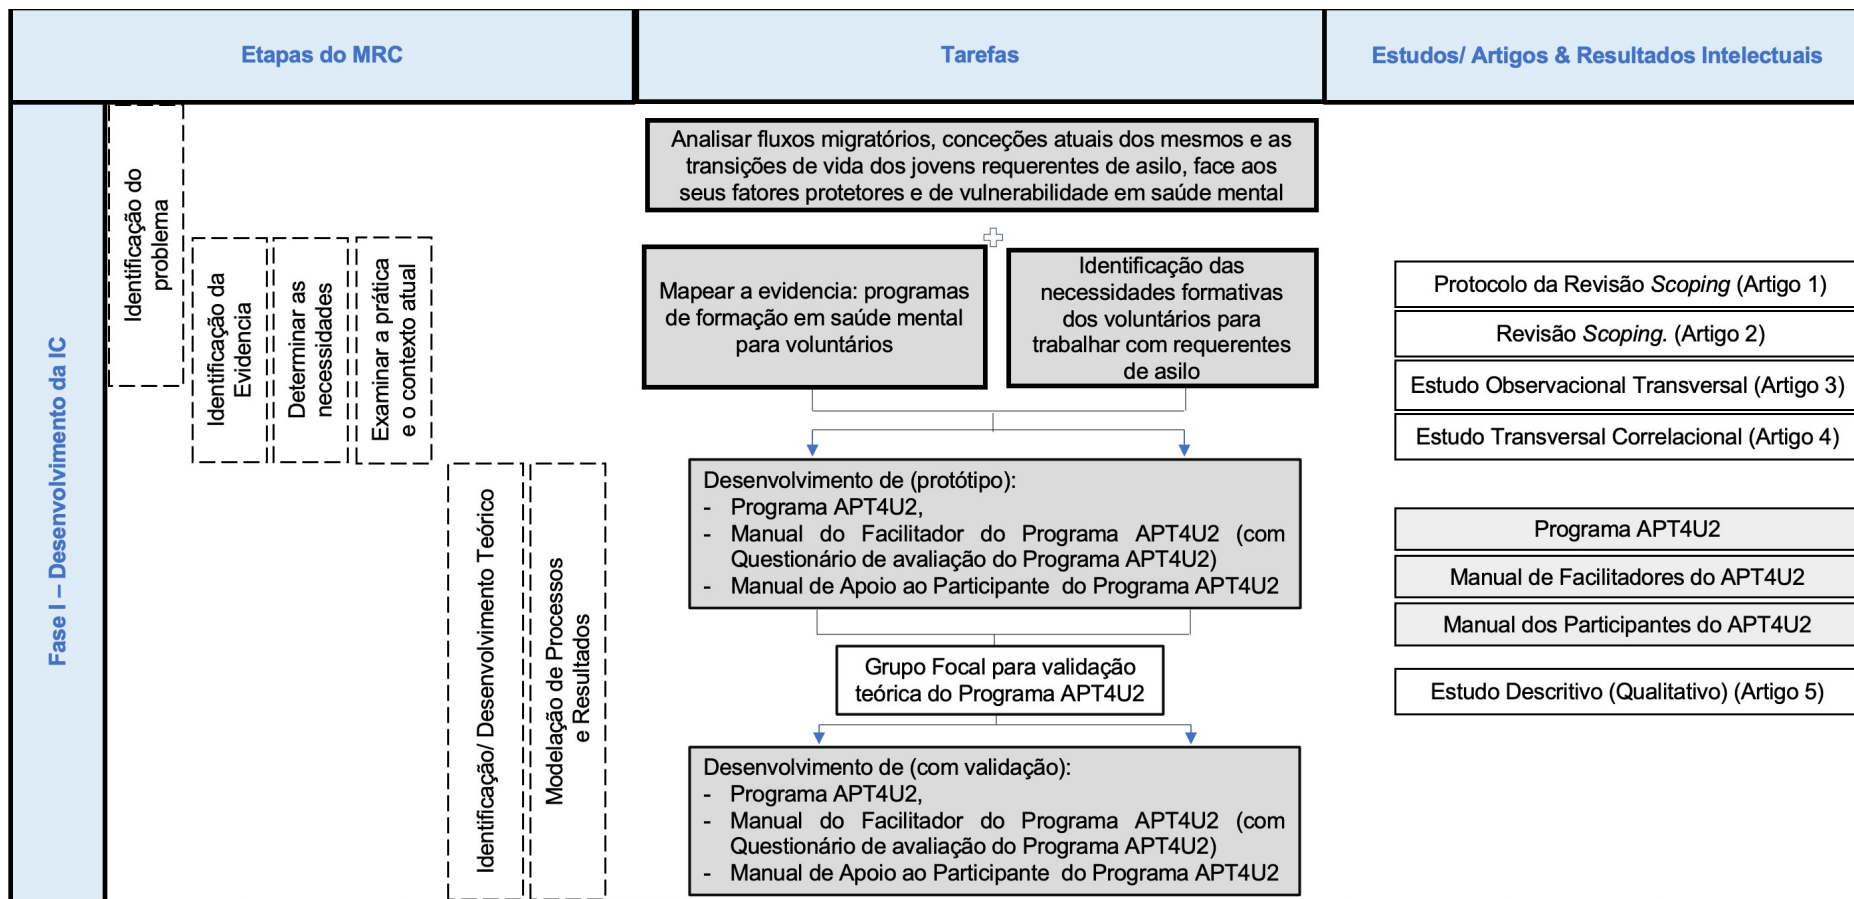 Etapas do MRC
Tarefas
Estudos/ Artigos & Resultados Intelectuais
Fase I – Desenvolvimento da IC
Identificação do
problema
Identificação da
Evidencia
Determinar as
necessidades
Examinar a prática
e o contexto atual
Identificação/ Desenvolvimento Teórico
Modelação de Processos
e Resultados
Analisar fluxos migratórios, conceções atuais dos mesmos e as
transições de vida dos jovens requerentes de asilo, face aos
seus fatores protetores e de vulnerabilidade em saúde mental
Mapear a evidencia: programas
de formação em saúde mental
para voluntários
Identificação das
necessidades formativas
dos voluntários para
trabalhar com requerentes
de asilo
Desenvolvimento de (protótipo):
- Programa APT4U2,
- Manual do Facilitador do Programa APT4U2 (com
Questionário de avaliação do Programa APT4U2)
- Manual de Apoio ao Participante do Programa APT4U2
Grupo Focal para validação
teórica do Programa APT4U2
Desenvolvimento de (com validação):
- Programa APT4U2,
- Manual do Facilitador do Programa APT4U2 (com
Questionário de avaliação do Programa APT4U2)
- Manual de Apoio ao Participante do Programa APT4U2
Protocolo da Revisão Scoping (Artigo 1)
Revisão Scoping. (Artigo 2)
Estudo Observacional Transversal (Artigo 3)
Estudo Transversal Correlacional (Artigo 4)
Programa APT4U2
Manual de Facilitadores do APT4U2
Manual dos Participantes do APT4U2
Estudo Descritivo (Qualitativo) (Artigo 5)